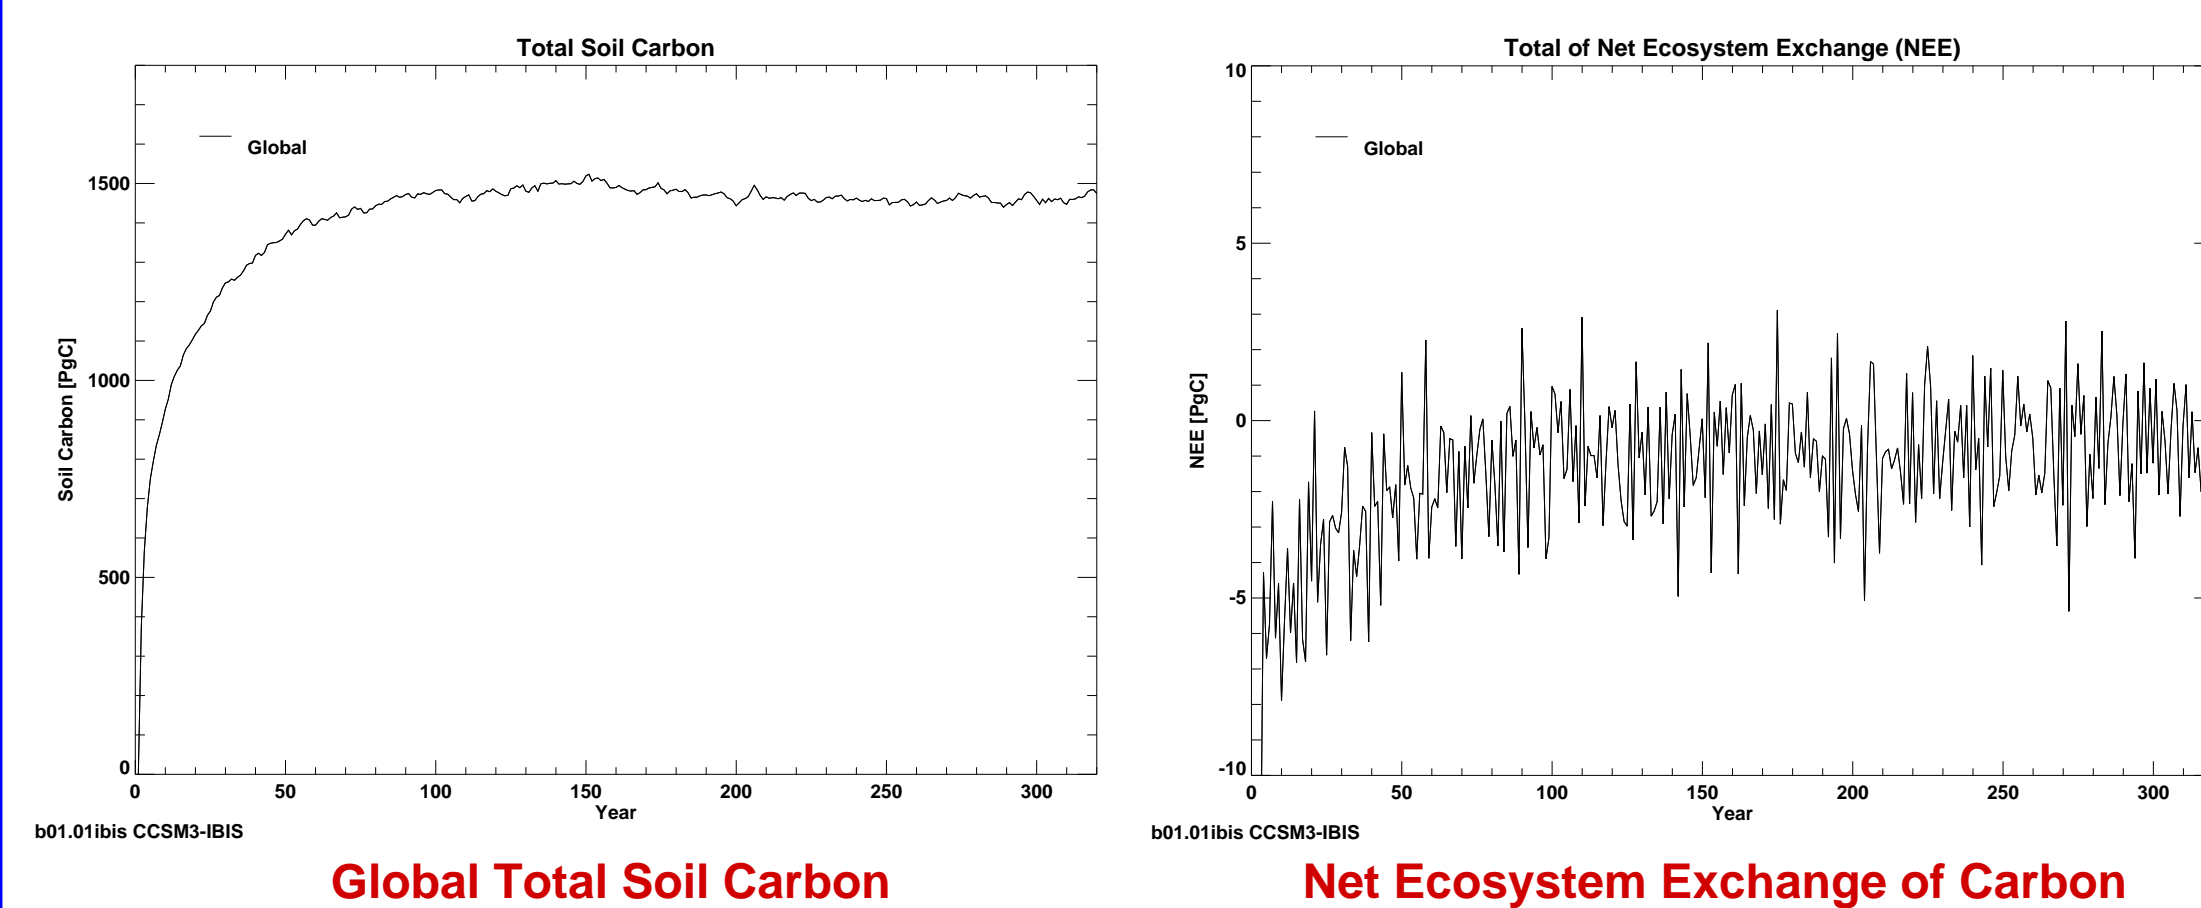 Total Soil Carbon
Global
1500
1000
500
0
Soil Carbon [PgC]
0 50 100 150 200 250 300
Year
b01.01ibis CCSM3-IBIS
Global Total Soil Carbon
Total of Net Ecosystem Exchange (NEE)
Global
10
5
0
-5
-10
NEE [PgC]
0 50 100 150 200 250 300
Year
b01.01ibis CCSM3-IBIS
Net Ecosystem Exchange of Carbon